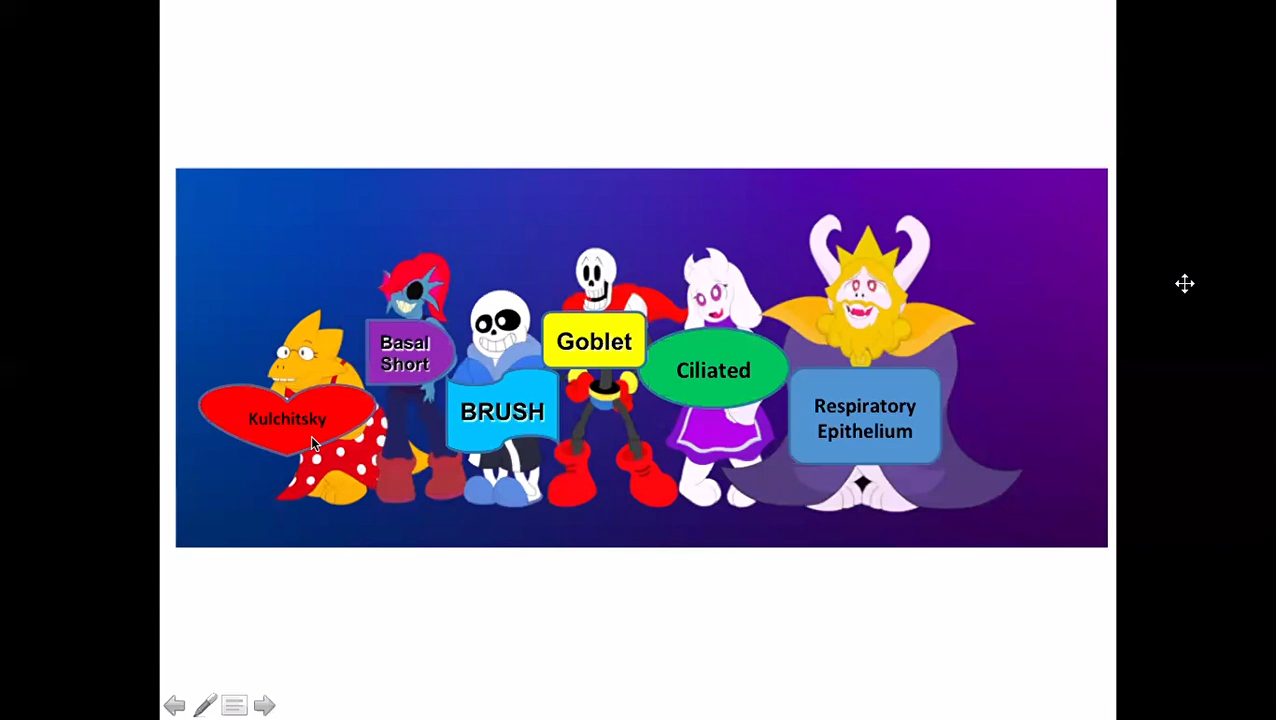 Kulchitsky
Basal
Short
BRUSH
Goblet
Ciliated
Respiratory
Epithelium